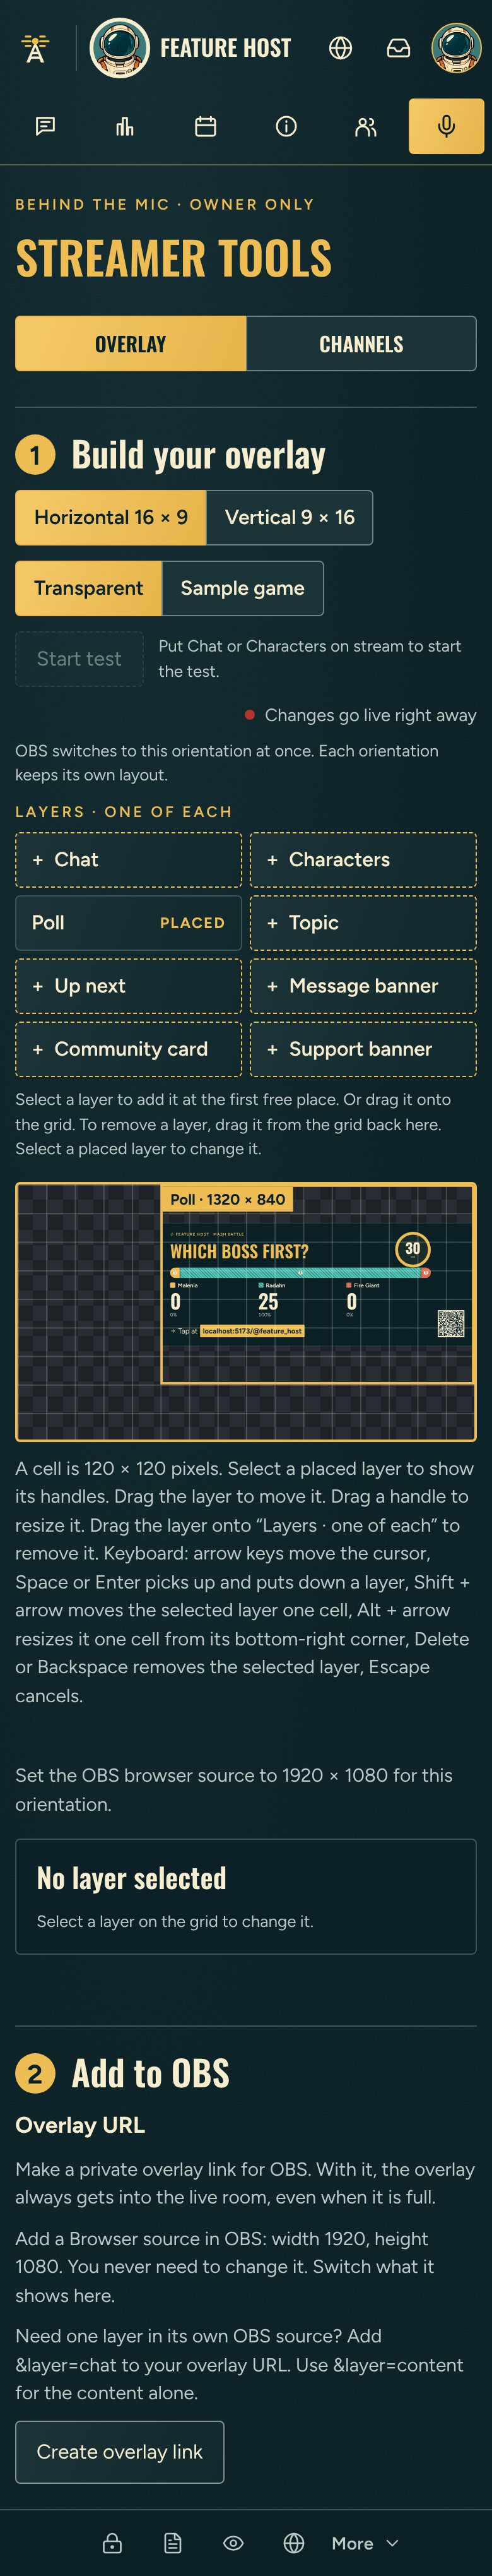 FEATURE HOST
BEHIND THE MIC · OWNER ONLY
STREAMER TOOLS
OVERLAY
CHANNELS
1 Build your overlay
Horizontal 16 × 9
Vertical 9 × 16
Transparent
Sample game
Start test
Put Chat or Characters on stream to start
the test.
Changes go live right away
OBS switches to this orientation at once. Each orientation
keeps its own layout.
LAYERS · ONE OF EACH
+ Chat
+ Characters
Poll PLACED
+ Topic
+ Up next
+ Message banner
+ Community card
+ Support banner
Select a layer to add it at the first free place. Or drag it onto
the grid. To remove a layer, drag it from the grid back here.
Select a placed layer to change it.
Poll · 1320 × 840
FEATURE HOST · MASH BATTLE
WHICH BOSS FIRST?
30
Malenia
Radahn
Fire Giant
0
25
0
0%
100%
0%
Tap at localhost:5173/@feature_host
A cell is 120 × 120 pixels. Select a placed layer to show
its handles. Drag the layer to move it. Drag a handle to
resize it. Drag the layer onto “Layers · one of each” to
remove it. Keyboard: arrow keys move the cursor,
Space or Enter picks up and puts down a layer, Shift +
arrow moves the selected layer one cell, Alt + arrow
resizes it one cell from its bottom-right corner, Delete
or Backspace removes the selected layer, Escape
cancels.
Set the OBS browser source to 1920 × 1080 for this
orientation.
No layer selected
Select a layer on the grid to change it.
2 Add to OBS
Overlay URL
Make a private overlay link for OBS. With it, the overlay
always gets into the live room, even when it is full.
Add a Browser source in OBS: width 1920, height
1080. You never need to change it. Switch what it
shows here.
Need one layer in its own OBS source? Add
&layer=chat to your overlay URL. Use &layer=content
for the content alone.
Create overlay link
More